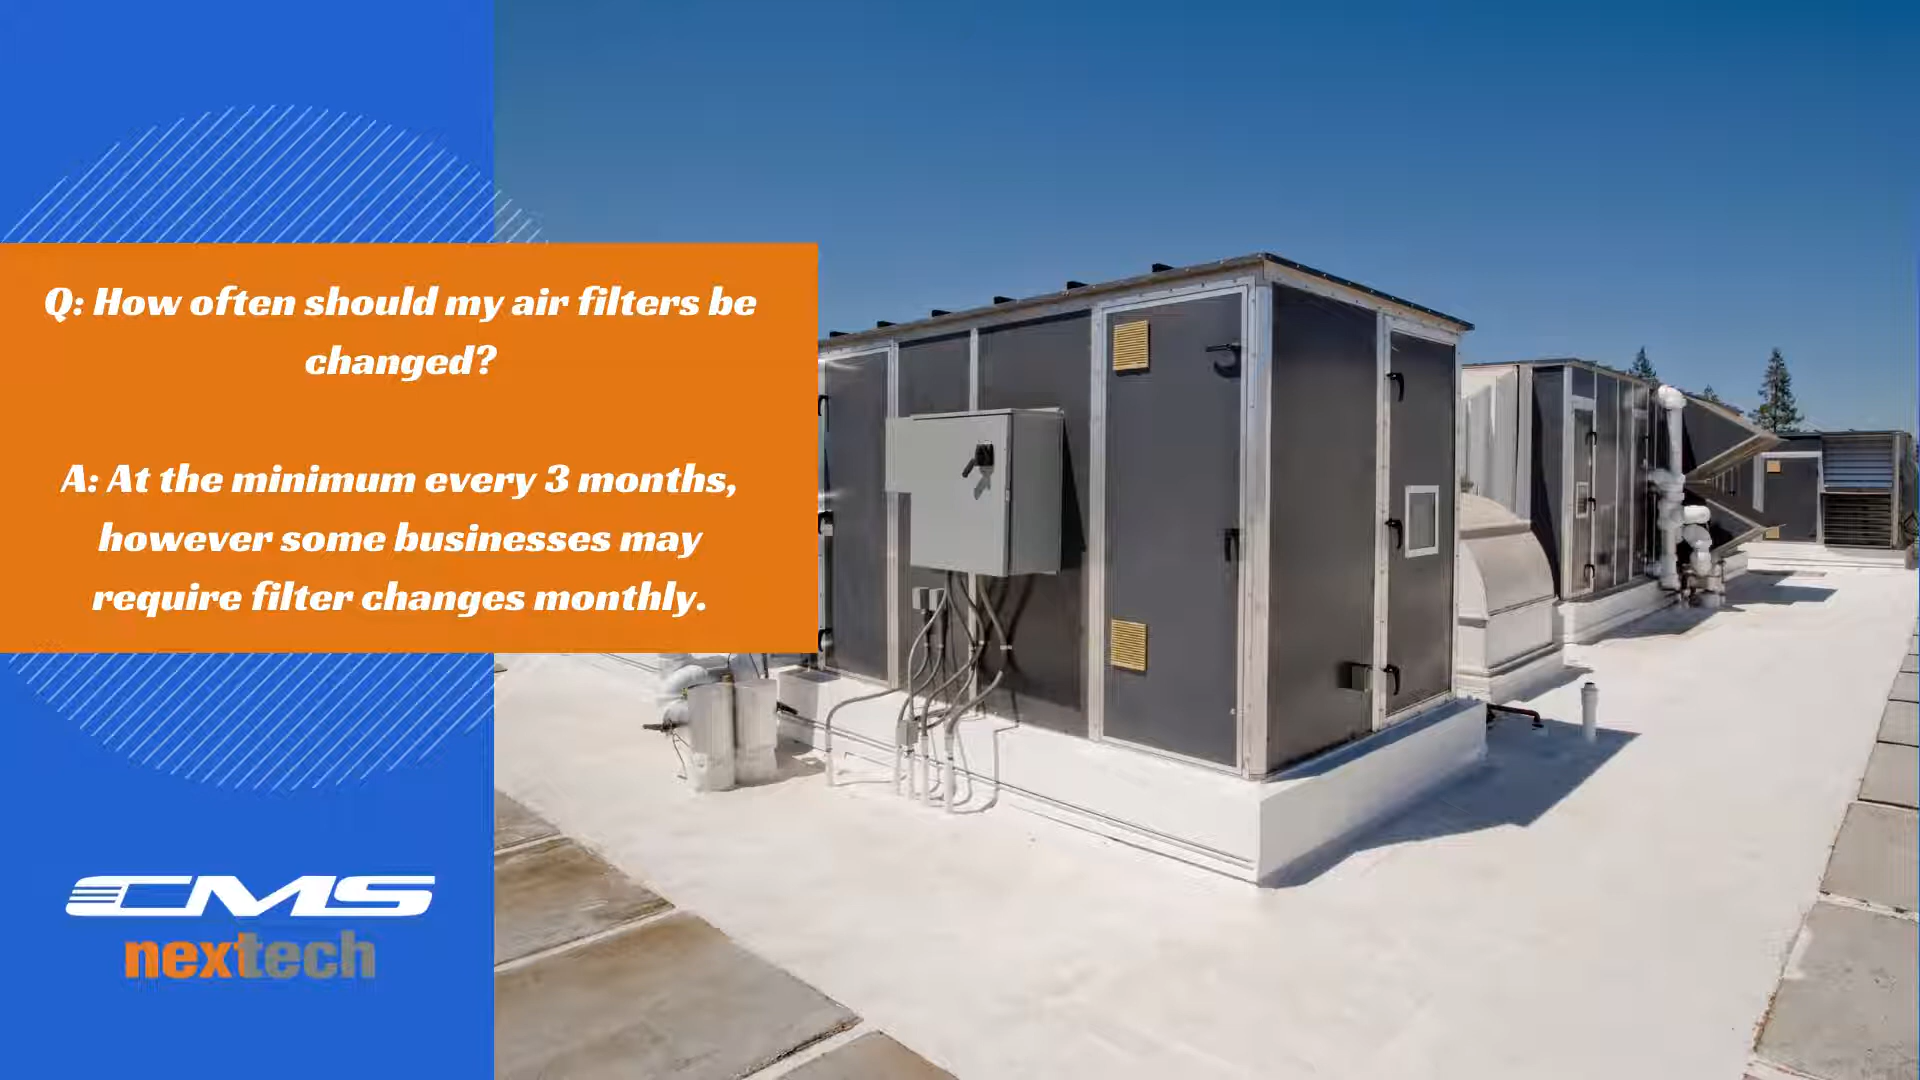 Q: How often should my air filters be
changed?
A: At the minimum every 3 months,
however some businesses may
require filter changes monthly.
CMS
nextech